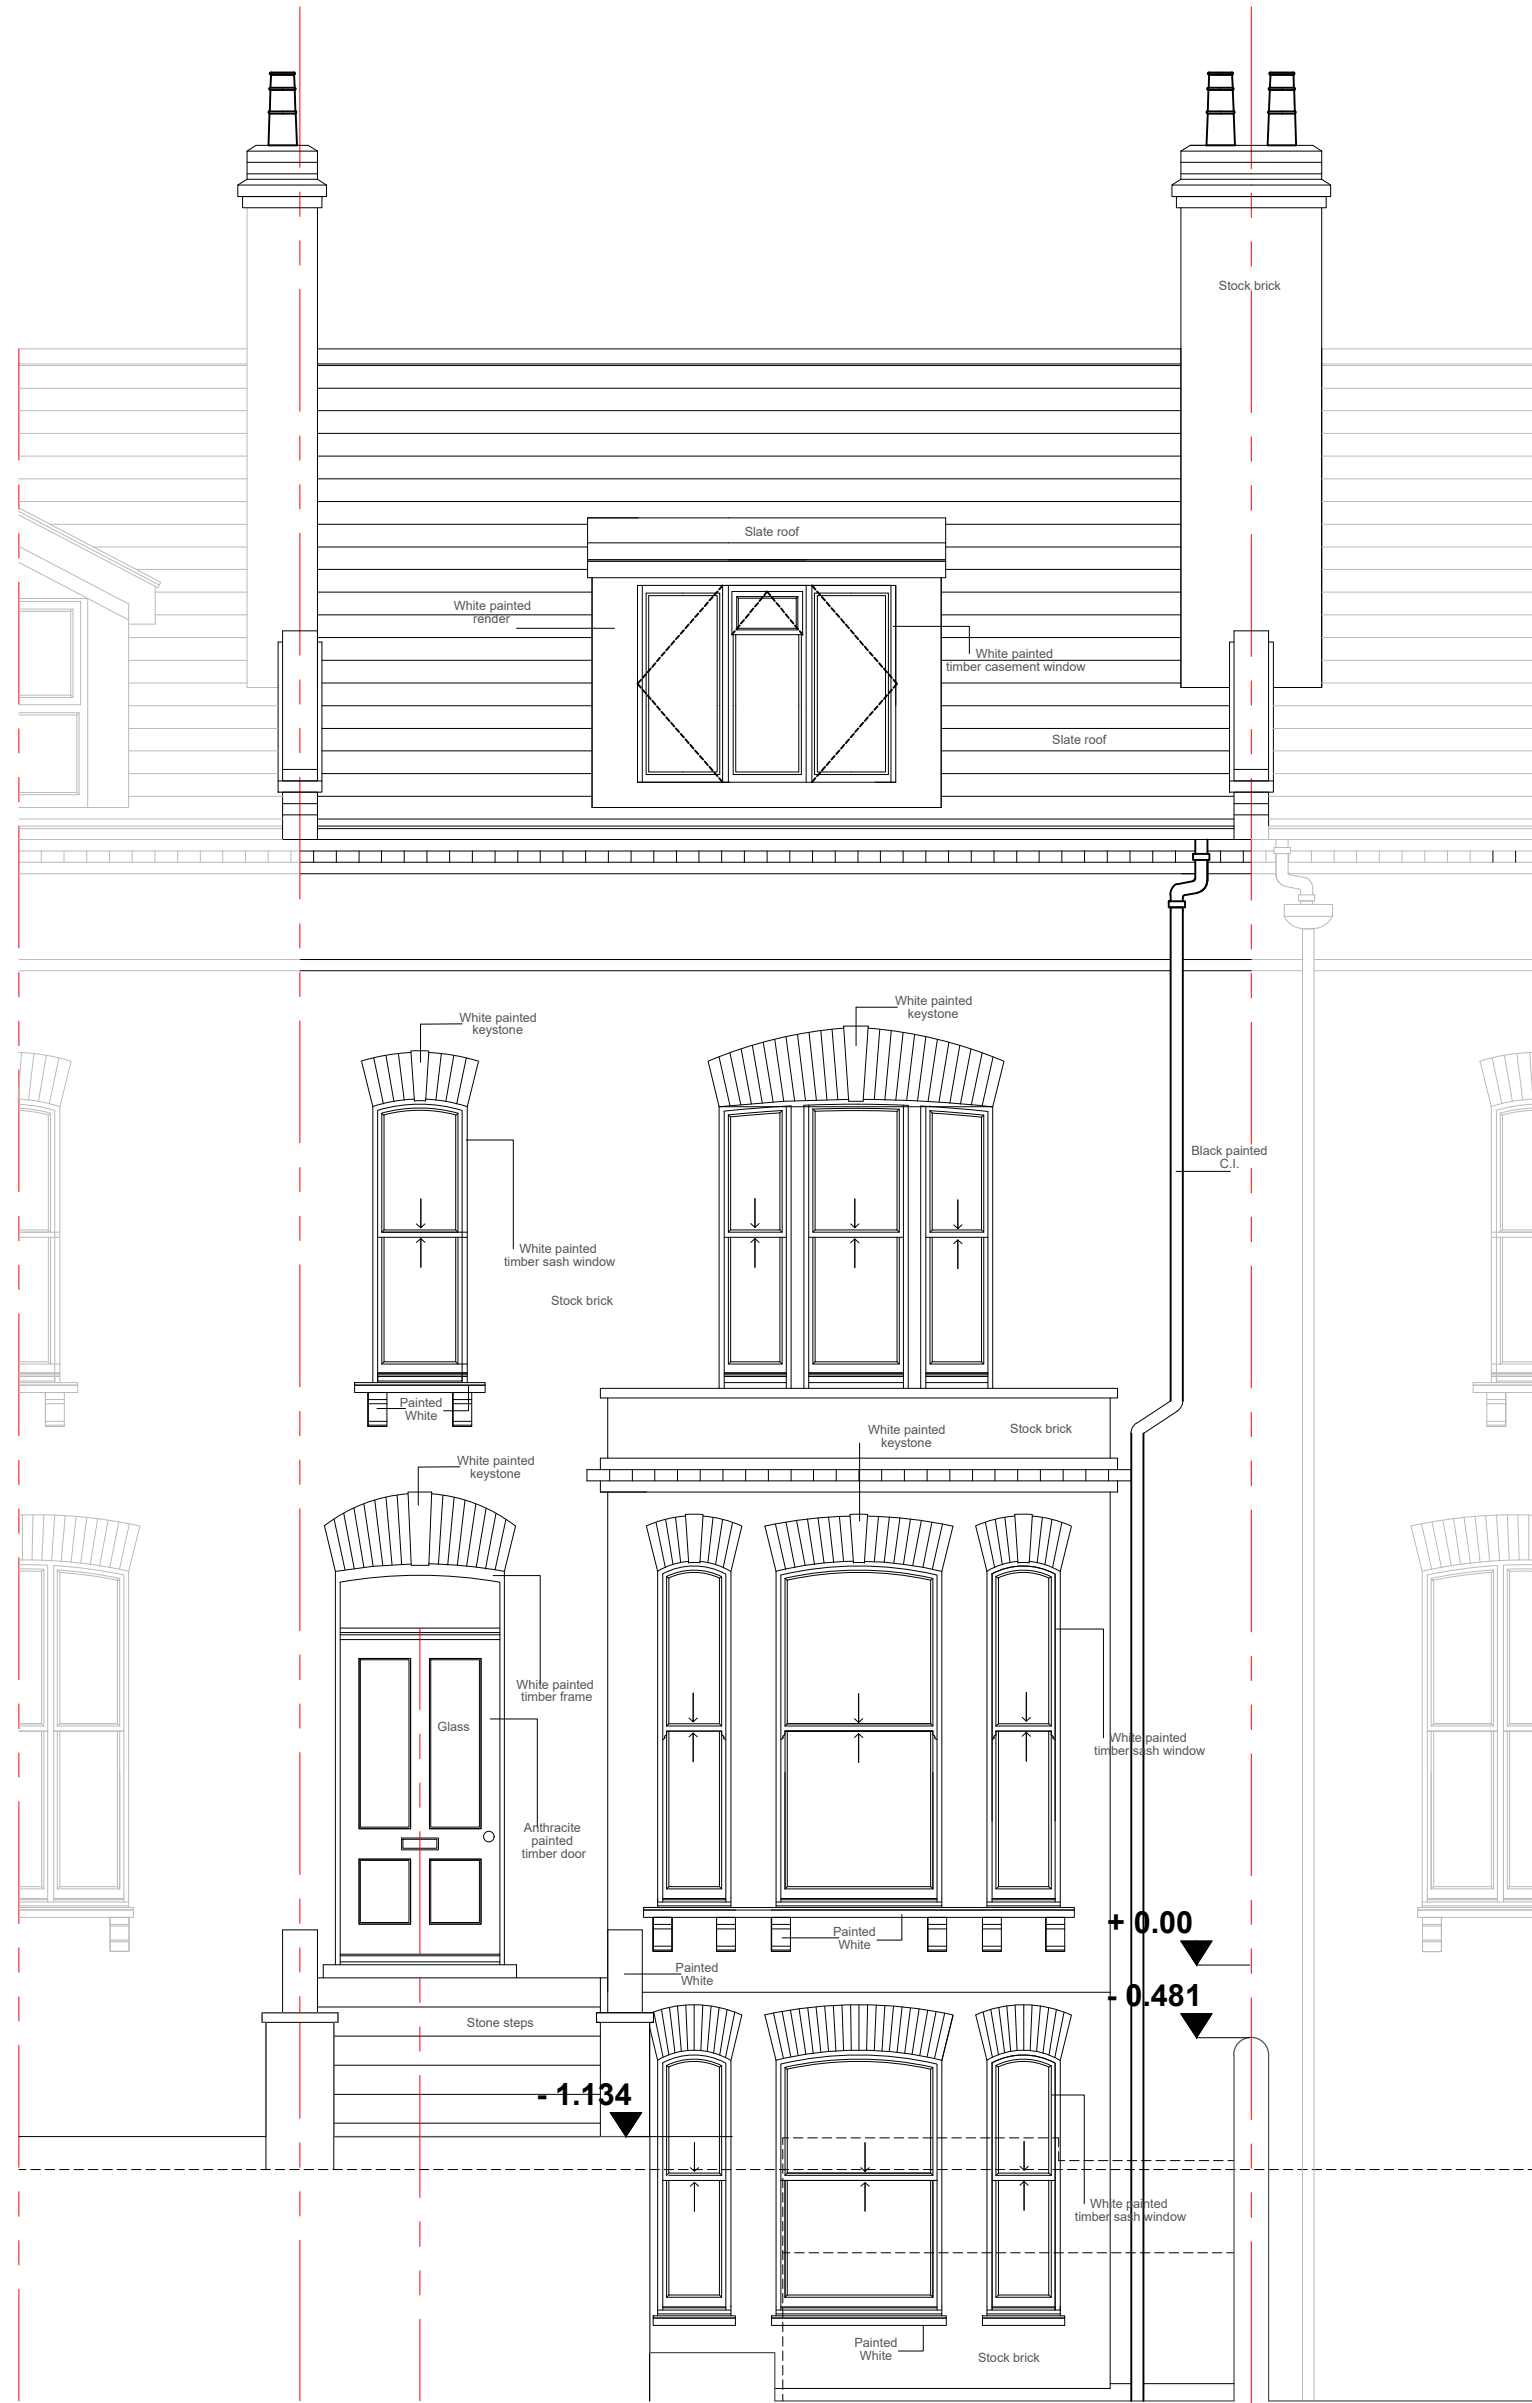 Stock brick
Slate roof
White painted
render
White painted
timber casement window
Slate roof
White painted
keystone
White painted
keystone
Black painted
C.I.
White painted
timber sash window
Stock brick
Painted
White
White painted
keystone
Stock brick
White painted
keystone
White painted
timber frame
Glass
White painted
timber sash window
Anthracite
painted
timber door
+ 0.00
Painted
White
Painted
White
- 0.481
Stone steps
- 1.134
White painted
timber sash window
Painted
White
Stock brick